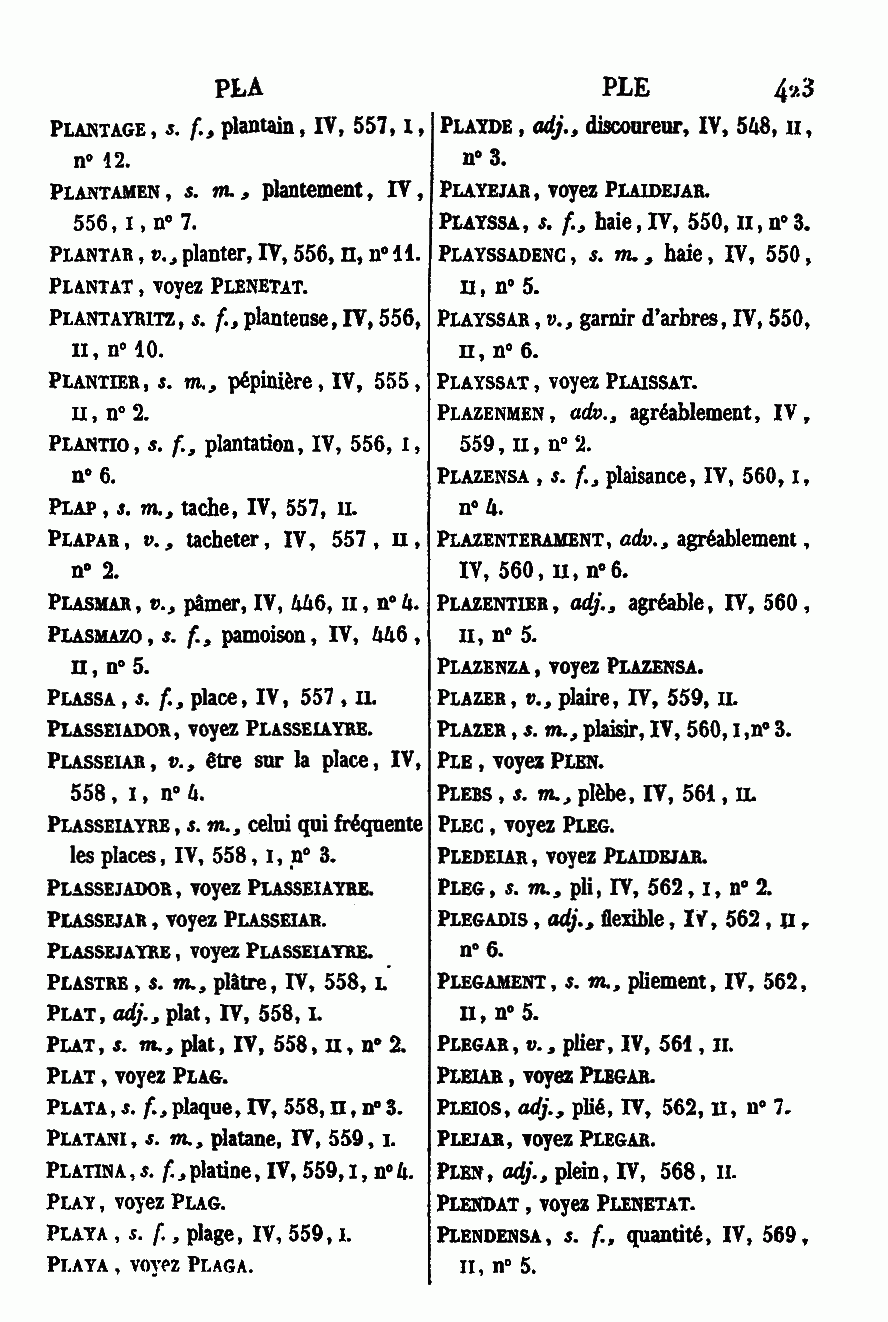 PLA
PLE 423
PLANTAGE, s. f., plantain, IV, 557, I,
n° 12.
PLANTAMEN, s. m., plantement, IV,
556, I, n° 7.
PLANTAR, v., planter, IV, 556, II, n° 11.
PLANTAT, voyez PLENETAT.
PLANTAYRITZ, s. f., planteuse, IV, 556,
II, n° 10.
PLANTIER, s. m., pépinière, IV, 555,
II, n° 2.
PLANTIO, s. f., plantation, IV, 556, I,
n° 6.
PLAP, s. m., tache, IV, 557, II.
PLAPAR, v., tacheter, IV, 557, II,
n° 2.
PLASMAR, v., pâmer, IV, 446, II, n° 4.
PLASMAZO, s. f., pamoison, IV, 446,
II, n° 5.
PLASSA, s. f., place, IV, 557, II.
PLASSEIADOR, voyez PLASSEIAYRE.
PLASSEIAR, v., être sur la place, IV,
558, I, n° 4.
PLASSEIAYRE, s. m., celui qui fréquente
les places, IV, 558, I, n° 3.
PLASSEJADOR, voyez PLASSEIAYRE.
PLASSEJAR, voyez PLASSEIAR.
PLASSEJAYRE, voyez PLASSEIAYRE.
PLASTRE, s. m., plâtre, IV, 558, I.
PLAT, adj., plat, IV, 558, I.
PLAT, s. m., plat, IV, 558, II, n° 2.
PLAT, voyez PLAG.
PLATA, s. f., plaque, IV, 558, II, n° 3.
PLATANI, s. m., platane, IV, 559, I.
PLATINA, s. f., platine, IV, 559, I, n° 4.
PLAY, voyez PLAG.
PLAYA, s. f., plage, IV, 559, I.
PLAYA, voyez PLAGA.
PLAYDE, adj., discoureur, IV, 548, II,
n° 3.
PLAYEJAR, voyez PLAIDEJAR.
PLAYSSA, s. f., haie, IV, 550, II, n° 3.
PLAYSSADENC, s. m., haie, IV, 550,
II, n° 5.
PLAYSSAR, v., garnir d'arbres, IV, 550,
II, n° 6.
PLAYSSAT, voyez PLAISSAT.
PLAZENMEN, adv., agréablement, IV,
559, II, n° 2.
PLAZENSA, s. f., plaisance, IV, 560, I,
n° 4.
PLAZENTERAMENT, adv., agréablement,
IV, 560, II, n° 6.
PLAZENTIER, adj., agréable, IV, 560,
II, n° 5.
PLAZENZA, voyez PLAZENSA.
PLAZER, v., plaire, IV, 559, II.
PLAZER, s. m., plaisir, IV, 560, I, n° 3.
PLE, voyez PLEN.
PLEBS, s. m., plèbe, IV, 561, II.
PLEC, voyez PLEG.
PLEDEIAR, voyez PLAIDEJAR.
PLEG, s. m., pli, IV, 562, I, n° 2.
PLEGADIS, adj., flexible, IV, 562, II,
n° 6.
PLEGAMENT, s. m., pliement, IV, 562,
II, n° 5.
PLEGAR, v., plier, IV, 561, II.
PLEIAR, voyez PLEGAR.
PLEIOS, adj., plié, IV, 562, II, n° 7.
PLEJAR, voyez PLEGAR.
PLEN, adj., plein, IV, 568, II.
PLENDAT, voyez PLENETAT.
PLENDENSA, s. f., quantité, IV, 569,
II, n° 5.